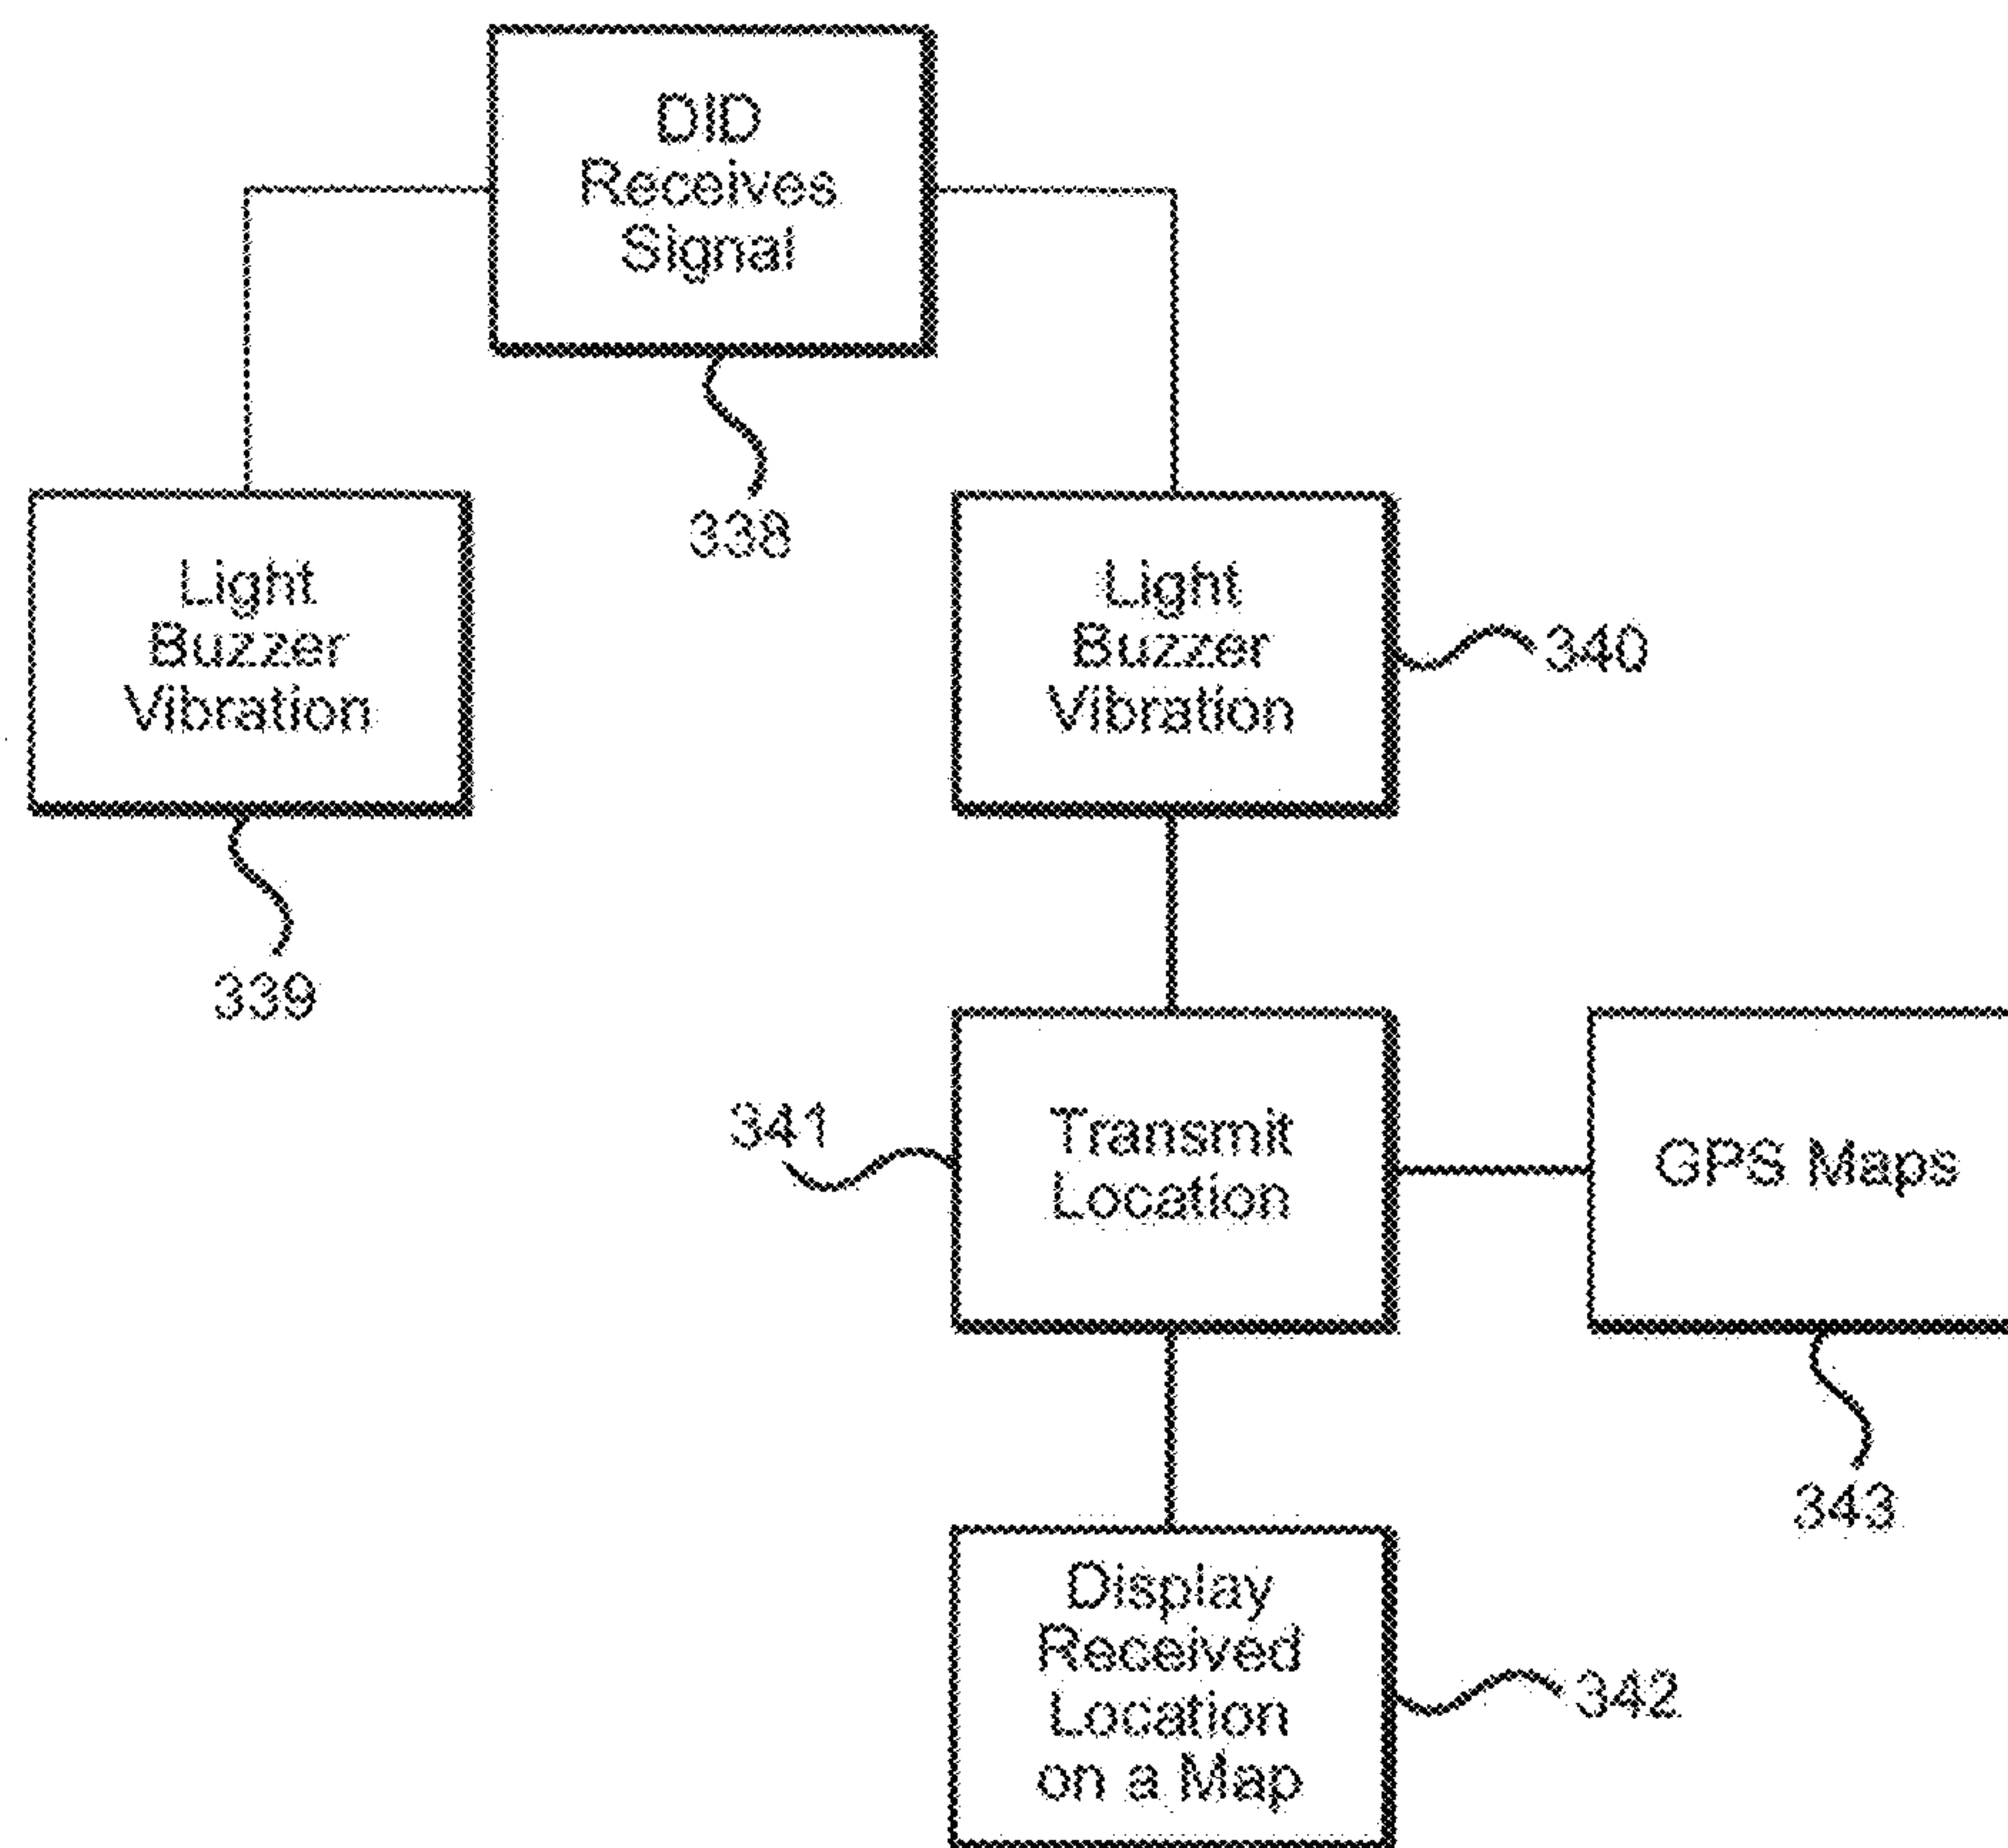 DID
Receives
Signal
338
Light
Buzzer
Vibration
339
Light
Buzzer
Vibration
340
341
Transmit
Location
GPS Maps
343
Display
Received
Location
on a Map
342